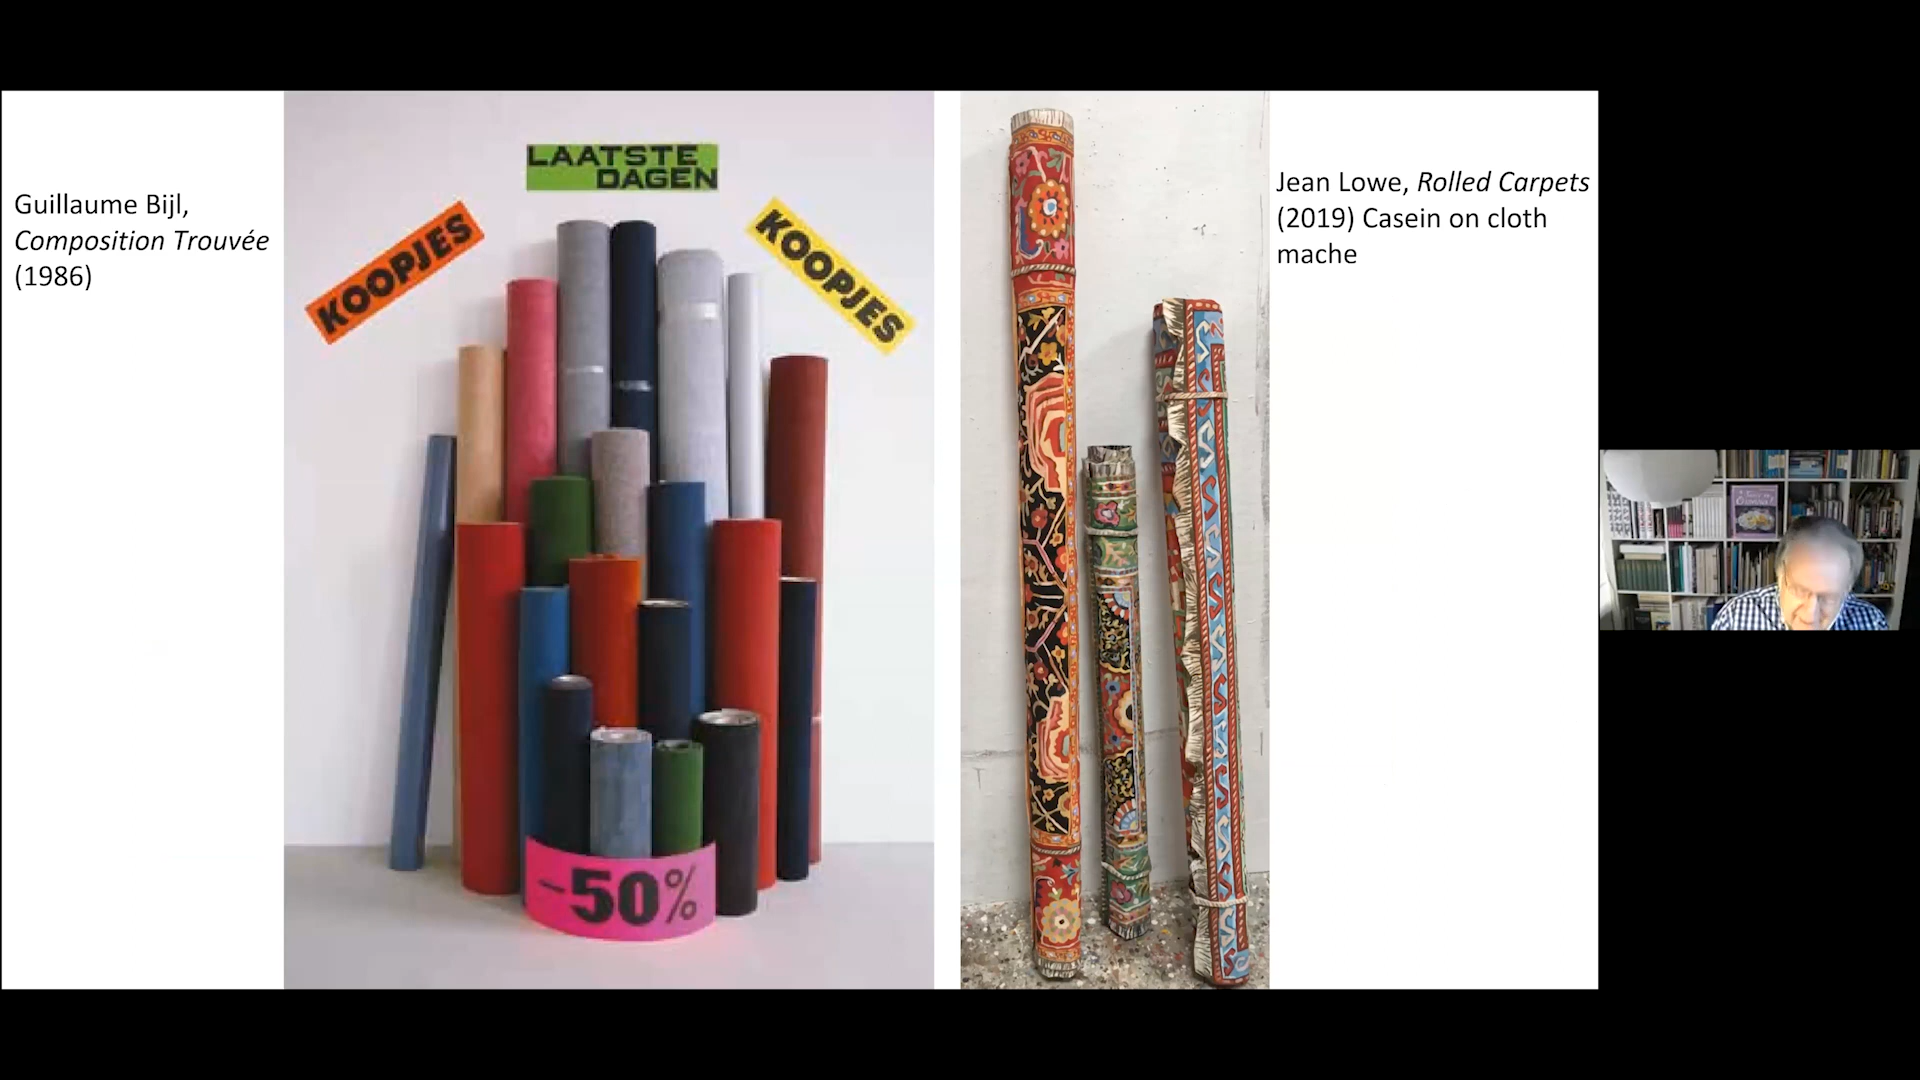 Guillaume Bijl,
Composition Trouvée
(1986)
LAATSTE
DAGEN
KOOPJES
KOOPJES
-50%
Jean Lowe, Rolled Carpets
(2019) Casein on cloth
mache